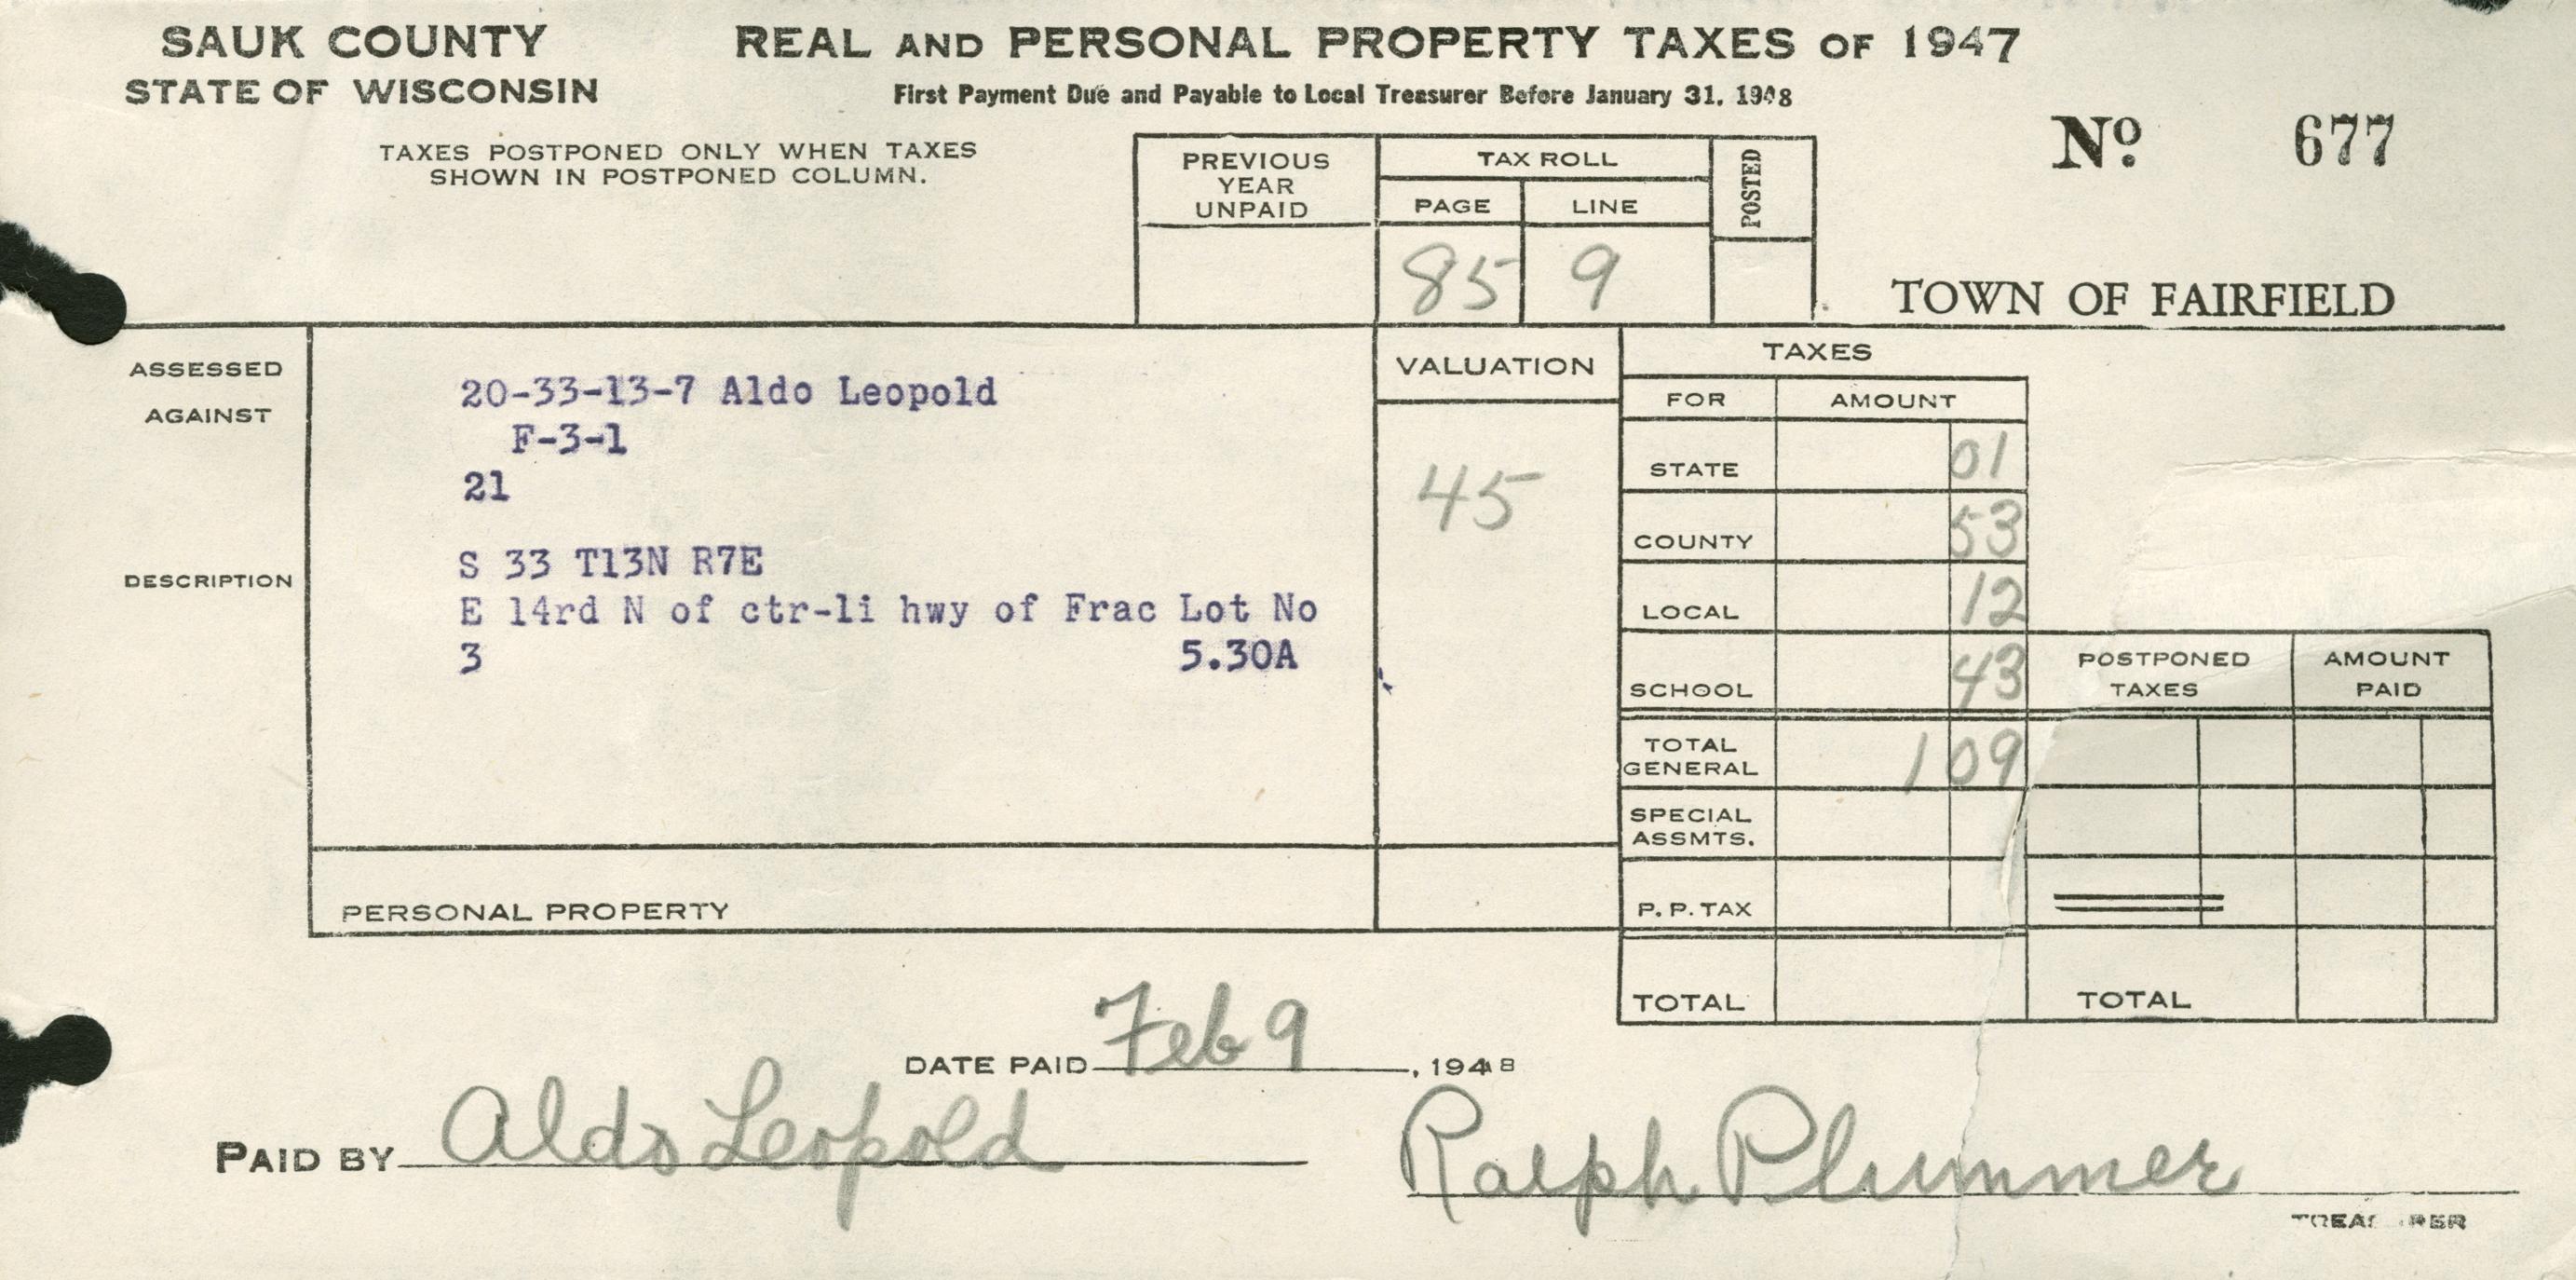 SAUK COUNTY
STATE OF WISCONSIN
REAL AND PERSONAL PROPERTY TAXES OF 1947
First Payment Due and Payable to Local Treasurer Before January 31, 1948
TAXES POSTPONED ONLY WHEN TAXES
SHOWN IN POSTPONED COLUMN.
PREVIOUS
YEAR
UNPAID
TAX ROLL
PAGE LINE
85 9
POSTED
No. 677
TOWN OF FAIRFIELD
ASSESSED
AGAINST
20-33-13-7 Aldo Leopold
F-3-1
21
DESCRIPTION
S 33 T13N R7E
E 14rd N of ctr-li hwy of Frac Lot No
3 5.30A
VALUATION
45
TAXES
FOR AMOUNT
STATE 01
COUNTY 53
LOCAL 12
SCHOOL 43
POSTPONED
TAXES
AMOUNT
PAID
TOTAL
GENERAL 1 09
SPECIAL
ASSMTS.
P. P. TAX
TOTAL
TOTAL
PERSONAL PROPERTY
DATE PAID Feb 9, 1948
PAID BY Aldo Leopold
Ralph Plummer
TREASURER